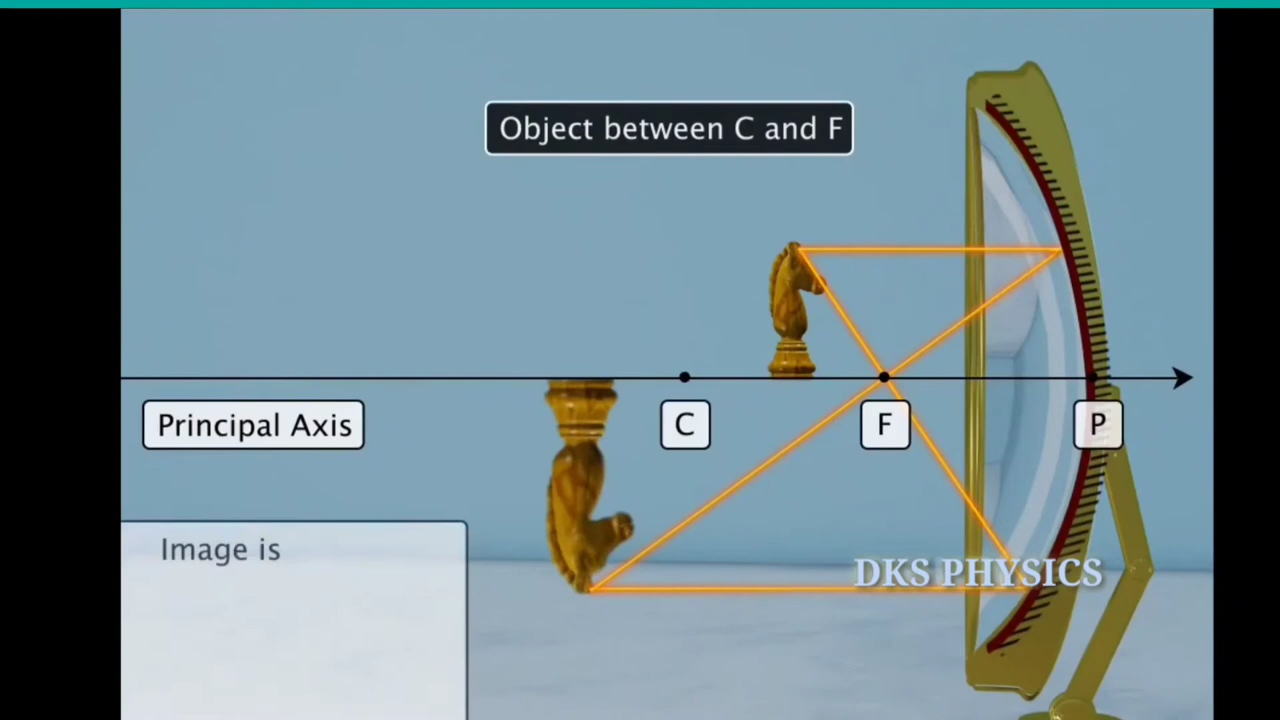 Object between C and F
Principal Axis
C
F
P
Image is
DKS PHYSICS